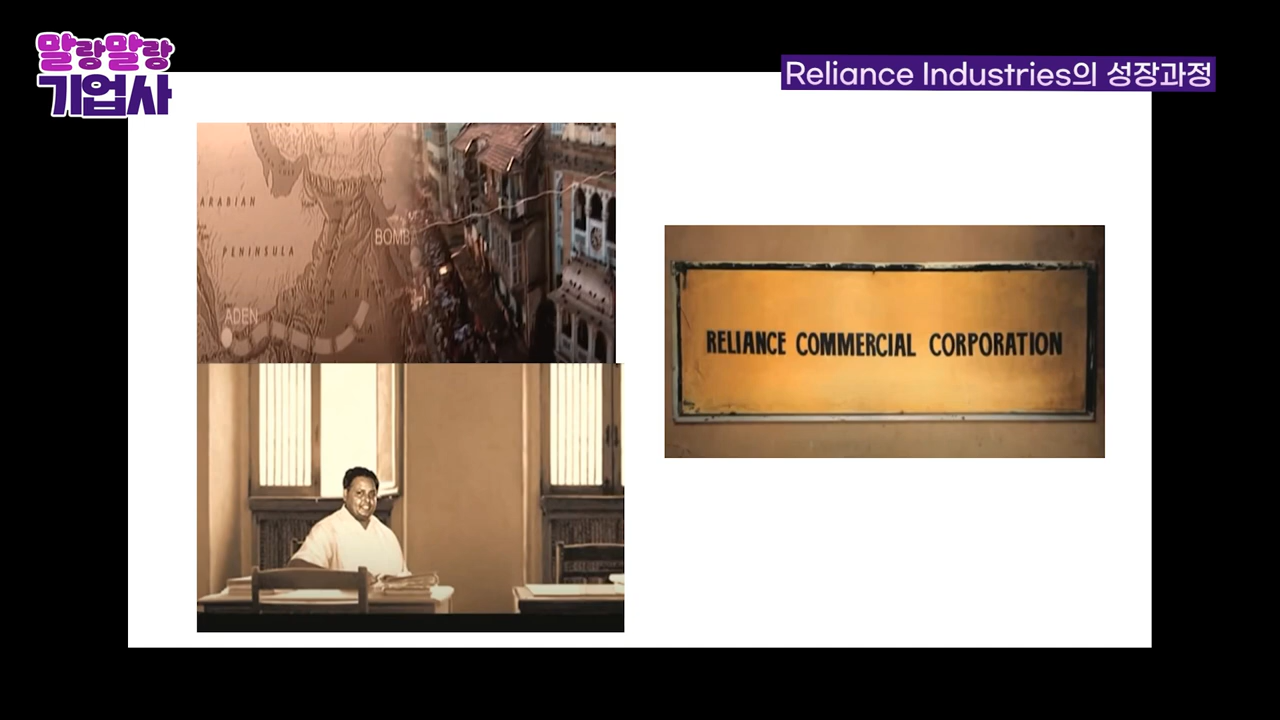 말랑말랑
기업사
Reliance Industries의 성장과정
ARABIAN
PENINSULA
BOMBA
ADEN
RELIANCE COMMERCIAL CORPORATION